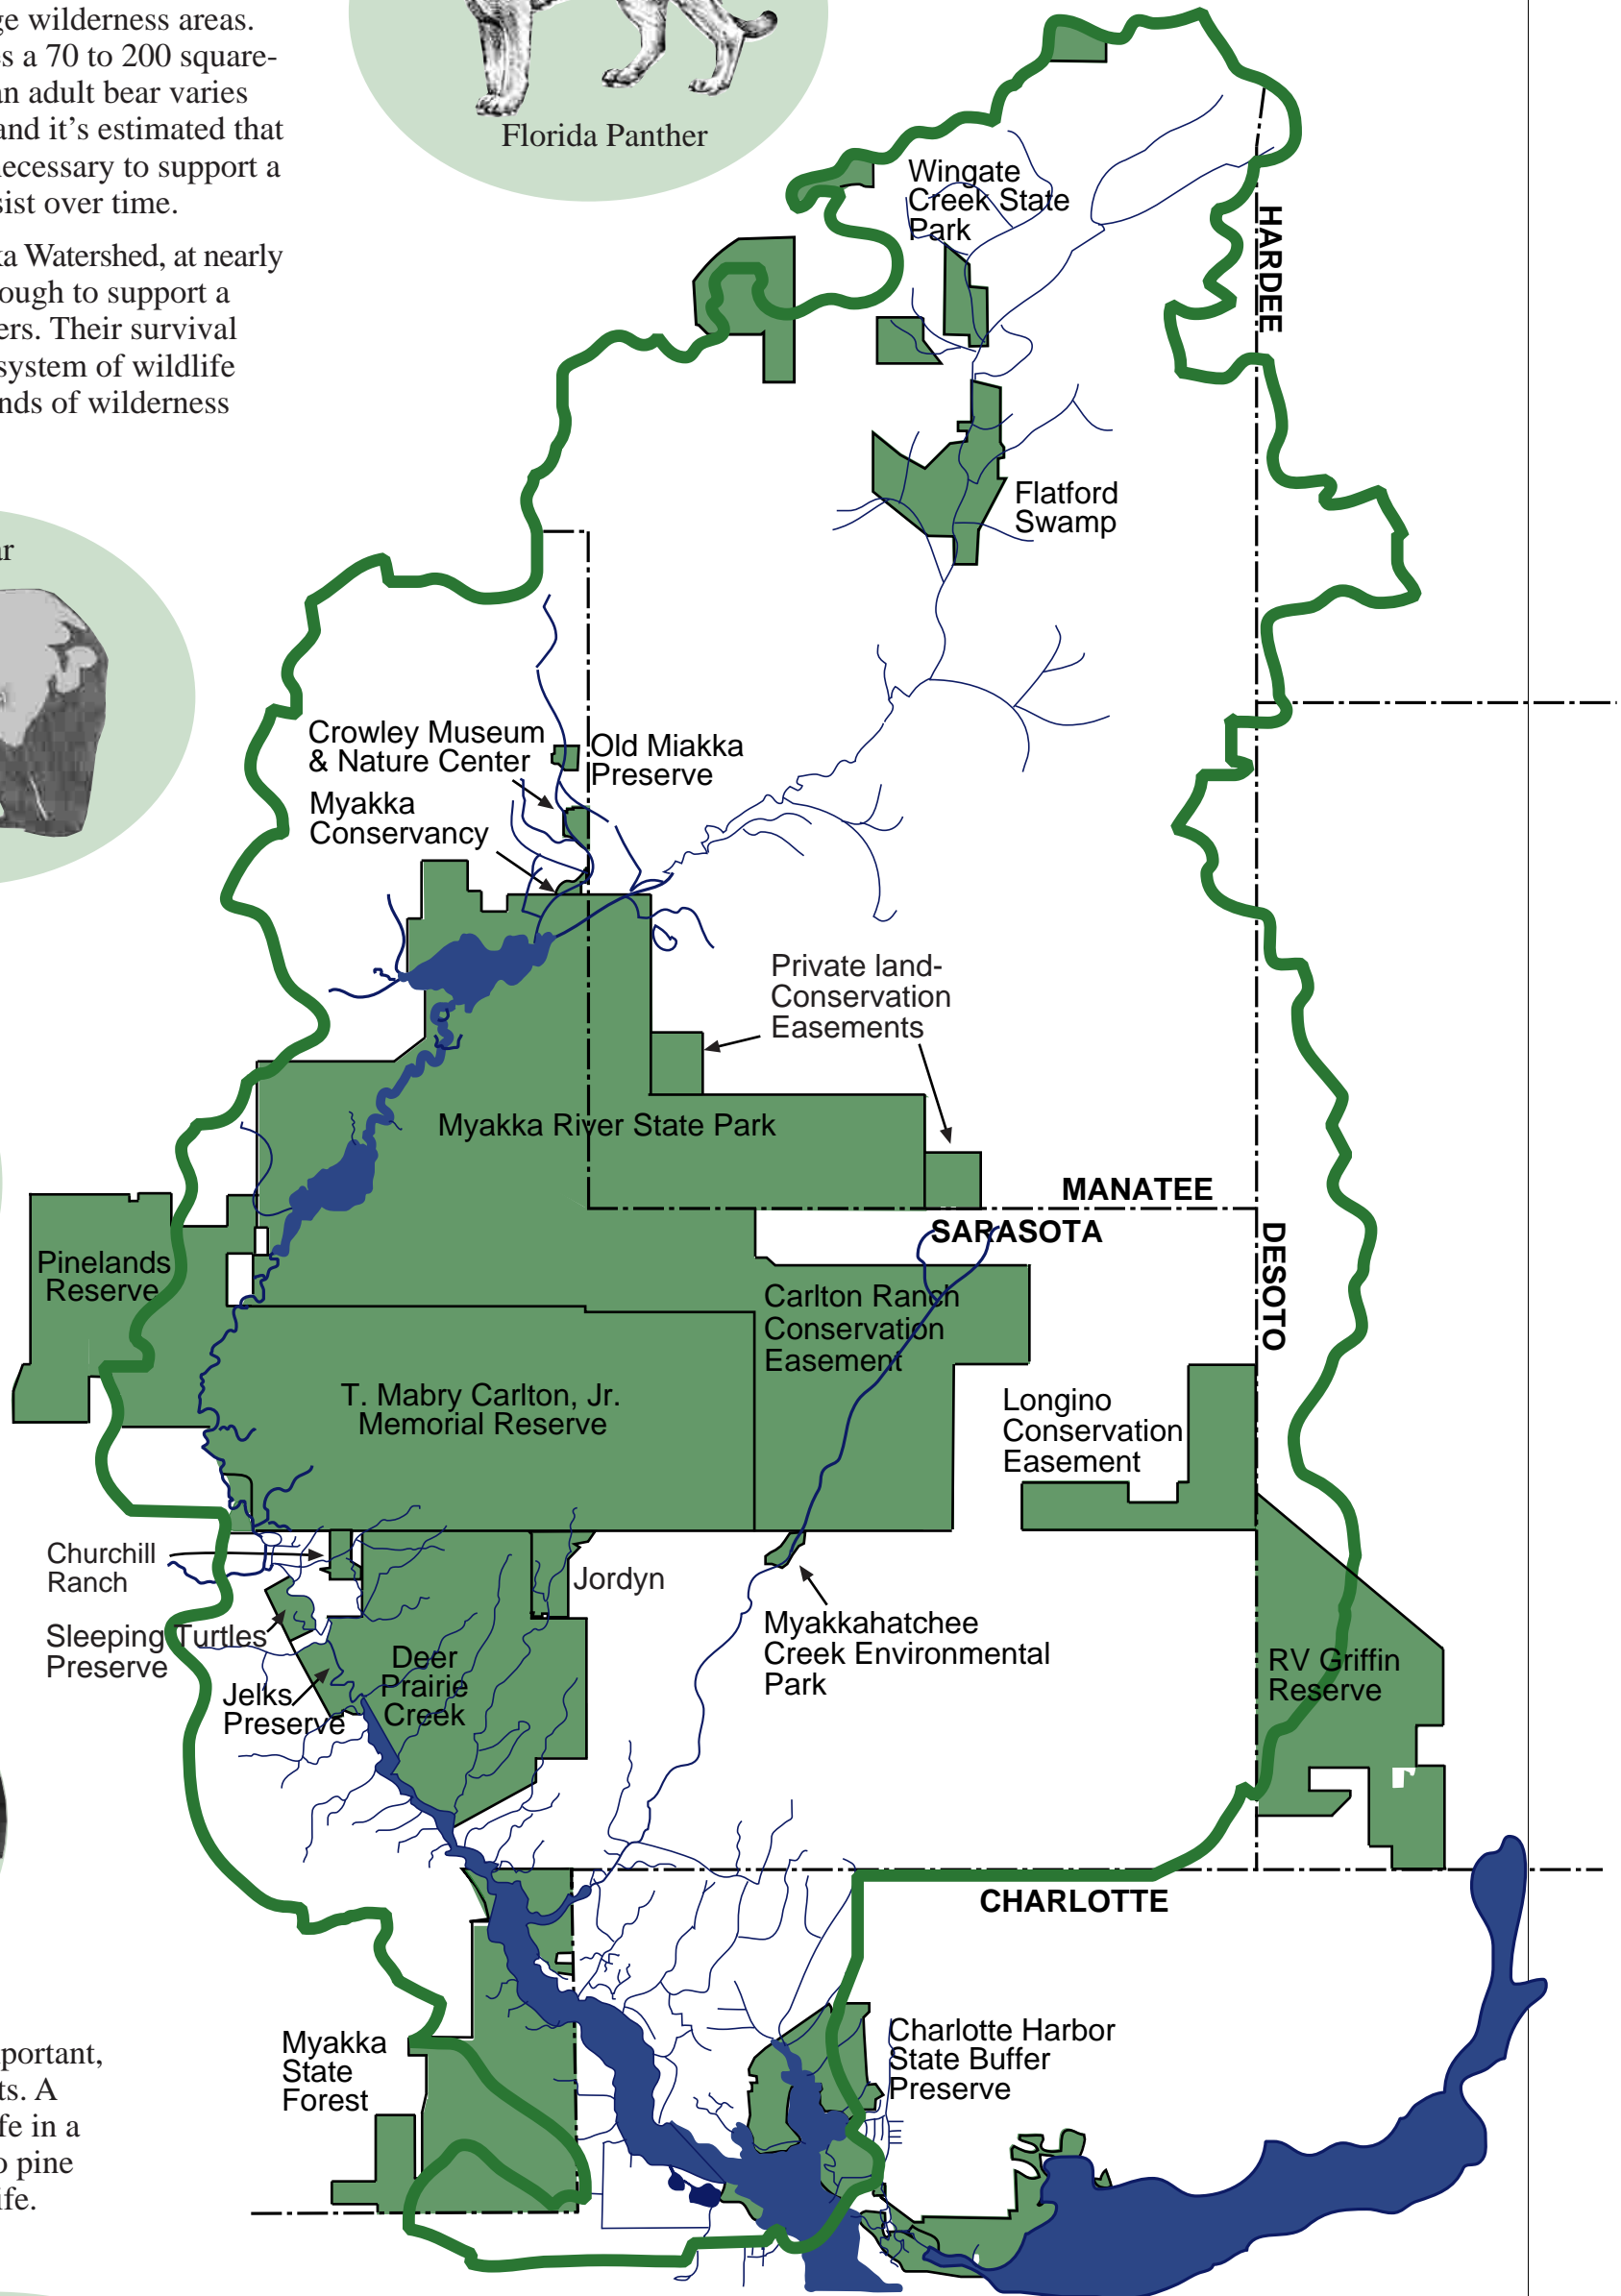 ge wilderness areas.
s a 70 to 200 square-
an adult bear varies
and it's estimated that
necessary to support a
sist over time.
ka Watershed, at nearly
ough to support a
ers. Their survival
system of wildlife
nds of wilderness
Florida Panther
ar
Wingate
Creek State
Park
HARDEE
Flatford
Swamp
Crowley Museum
& Nature Center
Old Miakka
Preserve
Myakka
Conservancy
Private land-
Conservation
Easements
Myakka River State Park
MANATEE
SARASOTA
DESOTO
Pinelands
Reserve
Carlton Ranch
Conservation
Easement
T. Mabry Carlton, Jr.
Memorial Reserve
Longino
Conservation
Easement
Churchill
Ranch
Jordyn
Sleeping Turtles
Preserve
Deer
Prairie
Creek
Jelks
Preserve
Myakkahatchee
Creek Environmental
Park
RV Griffin
Reserve
CHARLOTTE
Myakka
State
Forest
Charlotte Harbor
State Buffer
Preserve
portant,
ts. A
fe in a
o pine
ife.